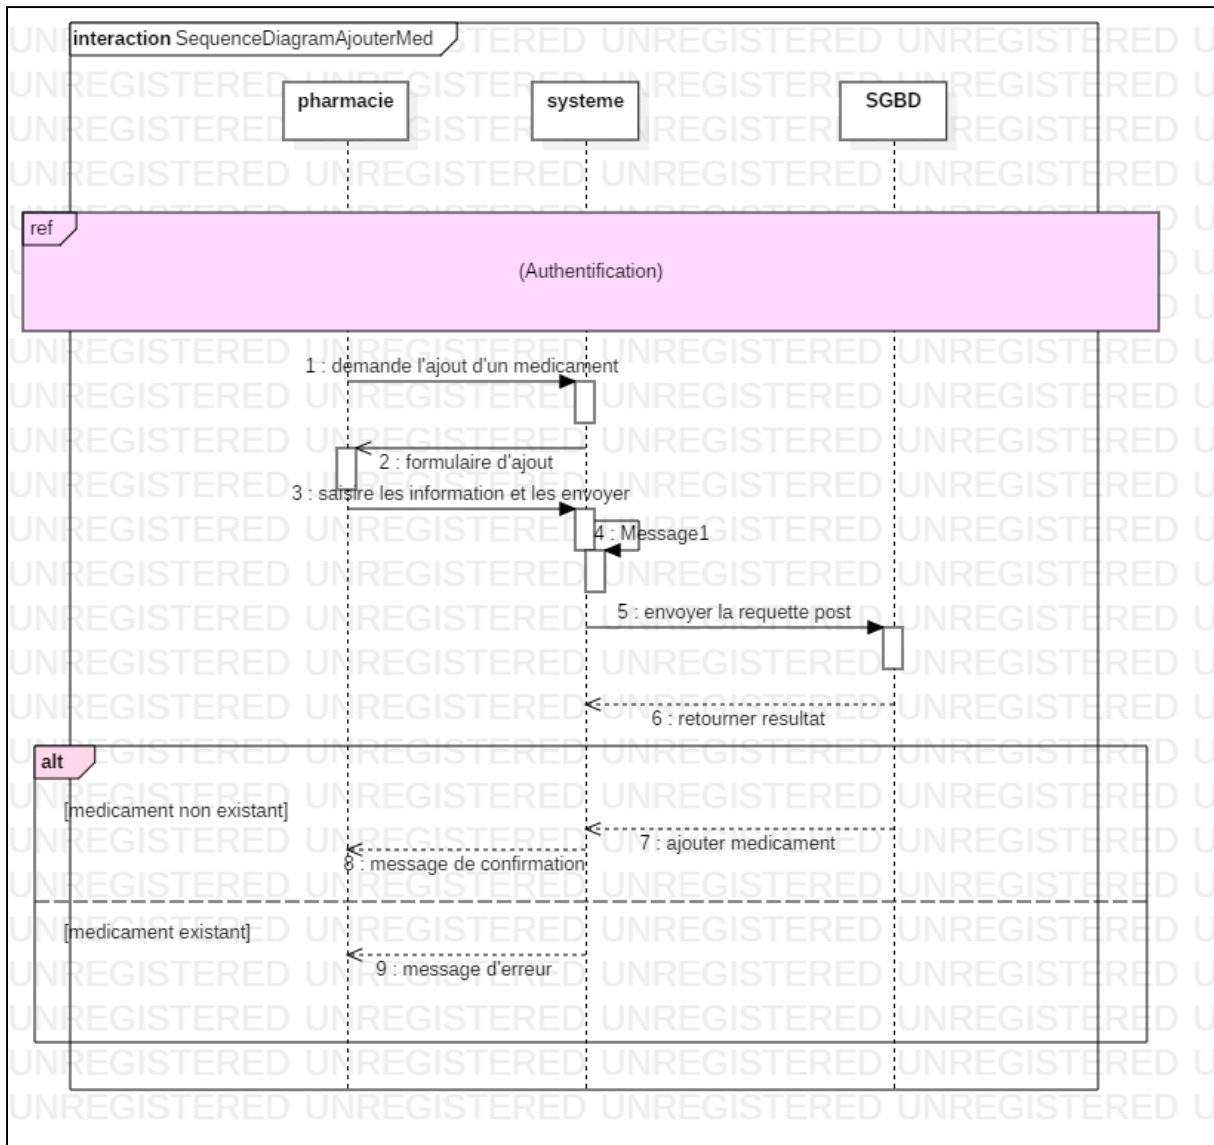 interaction SequenceDiagramAjouterMed
pharmacie
systeme
SGBD
ref
(Authentification)
1 : demande l'ajout d'un medicament
2 : formulaire d'ajout
3 : saisire les information et les envoyer
4 : Message1
5 : envoyer la requette post
6 : retourner resultat
alt
[medicament non existant]
7 : ajouter medicament
8 : message de confirmation
[medicament existant]
9 : message d'erreur
UNREGISTERED